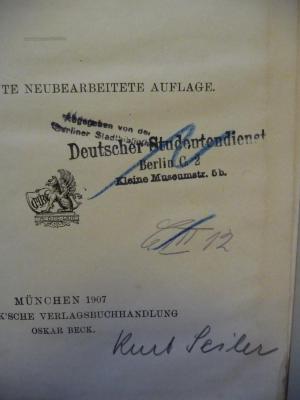 TE NEUBEARBEITETE AUFLAGE.
Abgegeben von der
Berliner Stadtbibliothek
Deutscher Studentendienst
Berlin C. 2
Kleine Museumstr. 5b.
12
MÜNCHEN 1907
K'SCHE VERLAGSBUCHHANDLUNG
OSKAR BECK.
Kurt Seiler